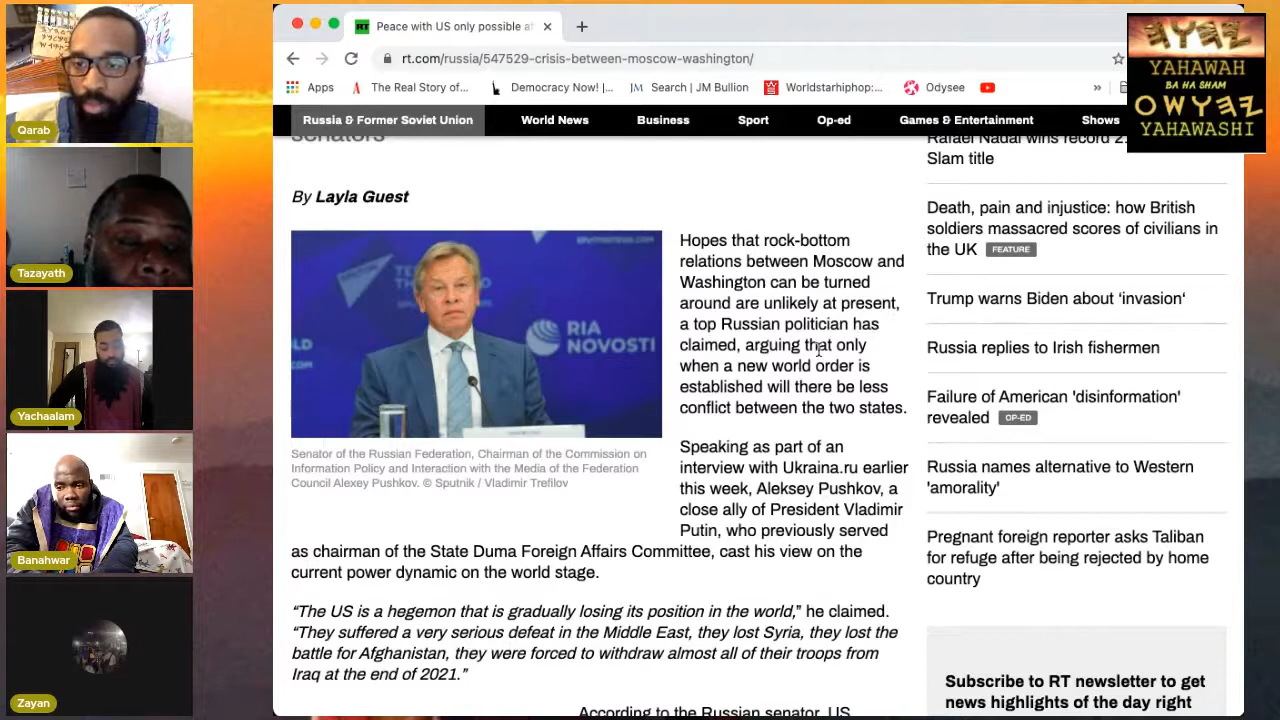 Qarab
Tazayath
Yachaalam
Banahwar
Zayan
RT Peace with US only possible af
rt.com/russia/547529-crisis-between-moscow-washington/
Apps
The Real Story of...
Democracy Now! |...
JM Search | JM Bullion
Worldstarhiphop:...
Odysee
»
YAHAWAH
BA HA SHAM
YAHAWASHI
Russia & Former Soviet Union
World News
Business
Sport
Op-ed
Games & Entertainment
Shows
senators
By Layla Guest
RIA
NOVOSTI
Senator of the Russian Federation, Chairman of the Commission on
Information Policy and Interaction with the Media of the Federation
Council Alexey Pushkov. © Sputnik / Vladimir Trefilov
Hopes that rock-bottom
relations between Moscow and
Washington can be turned
around are unlikely at present,
a top Russian politician has
claimed, arguing that only
when a new world order is
established will there be less
conflict between the two states.
Speaking as part of an
interview with Ukraina.ru earlier
this week, Aleksey Pushkov, a
close ally of President Vladimir
Putin, who previously served
as chairman of the State Duma Foreign Affairs Committee, cast his view on the
current power dynamic on the world stage.
“The US is a hegemon that is gradually losing its position in the world,” he claimed.
“They suffered a very serious defeat in the Middle East, they lost Syria, they lost the
battle for Afghanistan, they were forced to withdraw almost all of their troops from
Iraq at the end of 2021.”
According to the Russian senator, US
Rafael Nadal wins record
Slam title
Death, pain and injustice: how British
soldiers massacred scores of civilians in
the UK FEATURE
Trump warns Biden about ‘invasion‘
Russia replies to Irish fishermen
Failure of American 'disinformation'
revealed OP-ED
Russia names alternative to Western
'amorality'
Pregnant foreign reporter asks Taliban
for refuge after being rejected by home
country
Subscribe to RT newsletter to get
news highlights of the day right